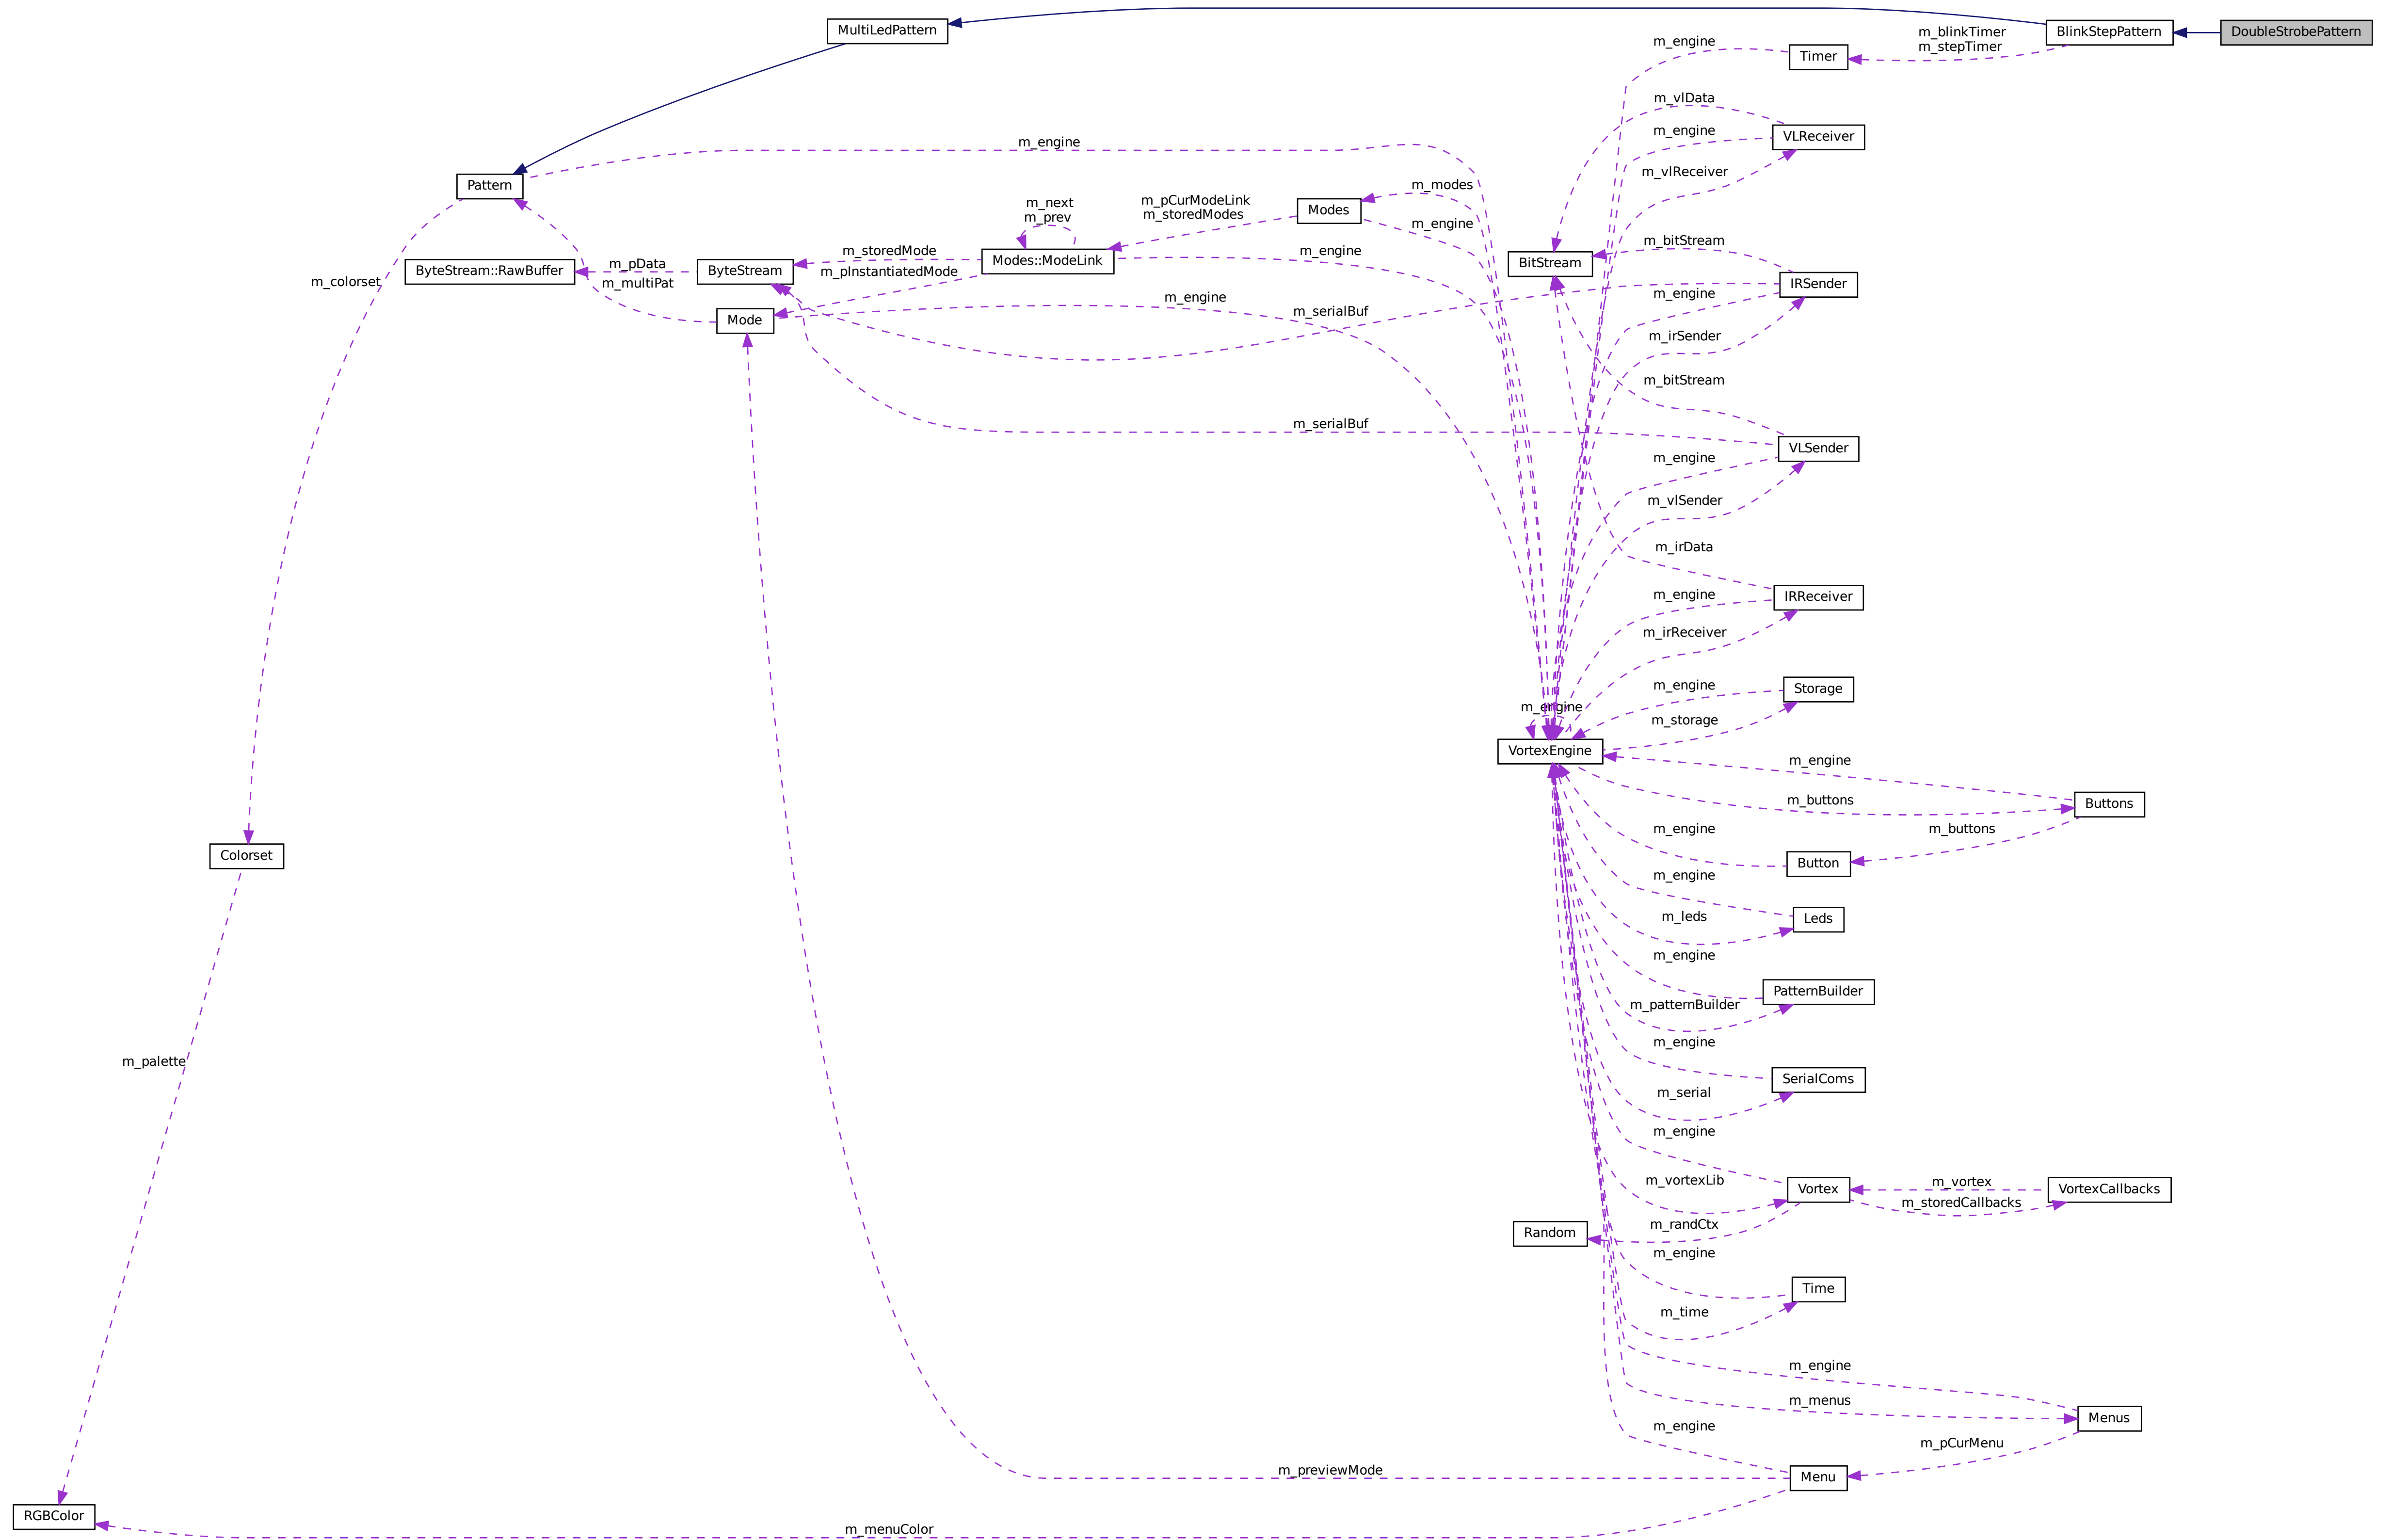 MultiLedPattern
BlinkStepPattern
DoubleStrobePattern
m_blinkTimer
m_stepTimer
m_engine
Timer
m_vlData
VLReceiver
m_engine
m_engine
m_vlReceiver
Pattern
m_modes
Modes
m_engine
m_pCurModeLink
m_storedModes
m_next
m_prev
m_storedMode
Modes::ModeLink
m_engine
BitStream
m_bitStream
IRSender
m_engine
m_irSender
ByteStream::RawBuffer
m_pData
ByteStream
m_pInstantiatedMode
m_colorset
m_multiPat
Mode
m_engine
m_serialBuf
m_bitStream
m_serialBuf
VLSender
m_engine
m_vlSender
m_irData
IRReceiver
m_engine
m_irReceiver
Storage
m_engine
m_storage
m_engine
VortexEngine
m_engine
m_buttons
Buttons
m_buttons
m_engine
Button
Colorset
m_engine
Leds
m_leds
m_engine
PatternBuilder
m_patternBuilder
m_engine
m_palette
SerialComs
m_serial
m_engine
Vortex
m_vortex
VortexCallbacks
m_storedCallbacks
m_vortexLib
m_randCtx
Random
m_engine
Time
m_time
m_engine
m_menus
Menus
m_engine
m_pCurMenu
m_previewMode
Menu
RGBColor
m_menuColor